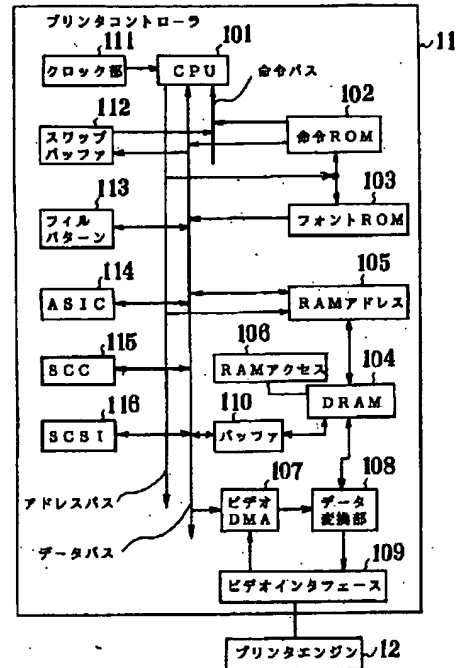 プリンタコントローラ
111
101
11
クロック部
CPU
命令バス
112
102
スワップ
バッファ
命令ROM
113
103
フィル
パターン
フォントROM
114
105
ASIC
RAMアドレス
115
106
104
SCC
RAMアクセス
116
110
DRAM
SCSI
バッファ
107
108
アドレスバス
ビデオ
DMA
データ
変換部
データバス
109
ビデオインタフェース
プリンタエンジン
12